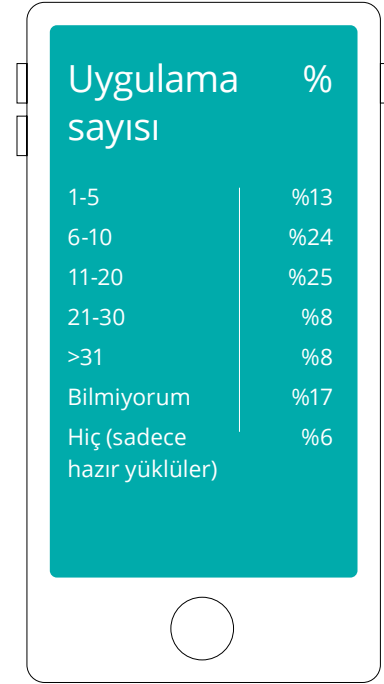 Uygulama %
sayısı
1-5 %13
6-10 %24
11-20 %25
21-30 %8
>31 %8
Bilmiyorum %17
Hiç (sadece %6
hazır yüklüler)